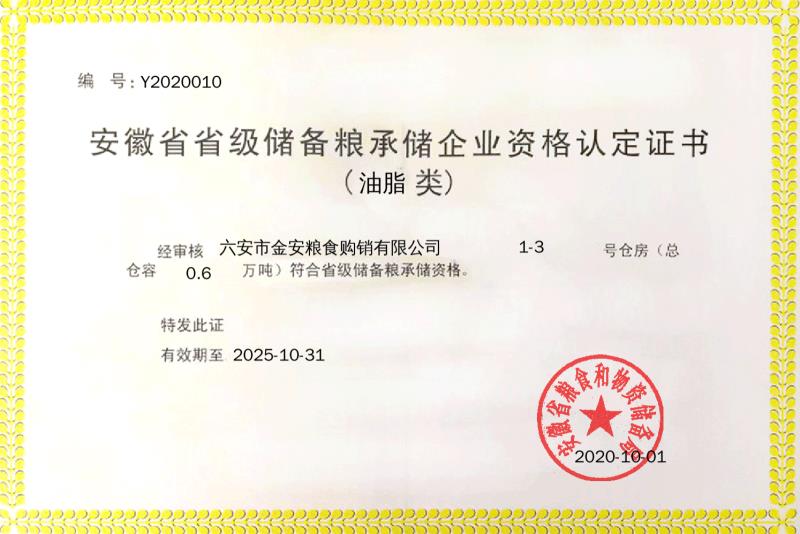 编 号:Y2020010
安徽省省级储备粮承储企业资格认定证书
（油脂 类）
经审核 六安市金安粮食购销有限公司 1-3 号仓房（总
仓容 0.6 万吨）符合省级储备粮承储资格。
特发此证
有效期至 2025-10-31
安徽省粮食和物资储备局
2020-10-01